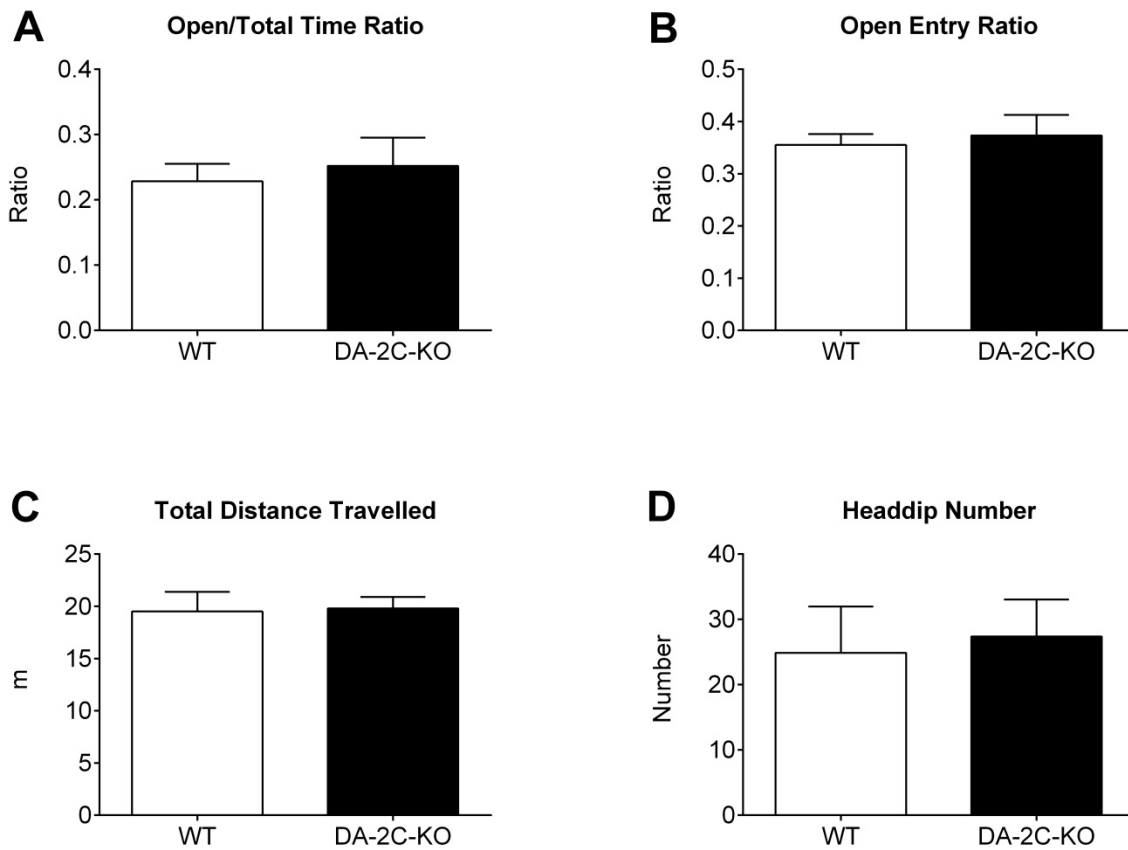 A
Open/Total Time Ratio
0.4
0.3
0.2
0.1
0.0
Ratio
WT
DA-2C-KO
B
Open Entry Ratio
0.5
0.4
0.3
0.2
0.1
0.0
Ratio
WT
DA-2C-KO
C
Total Distance Travelled
25
20
15
10
5
0
m
WT
DA-2C-KO
D
Headdip Number
40
30
20
10
0
Number
WT
DA-2C-KO